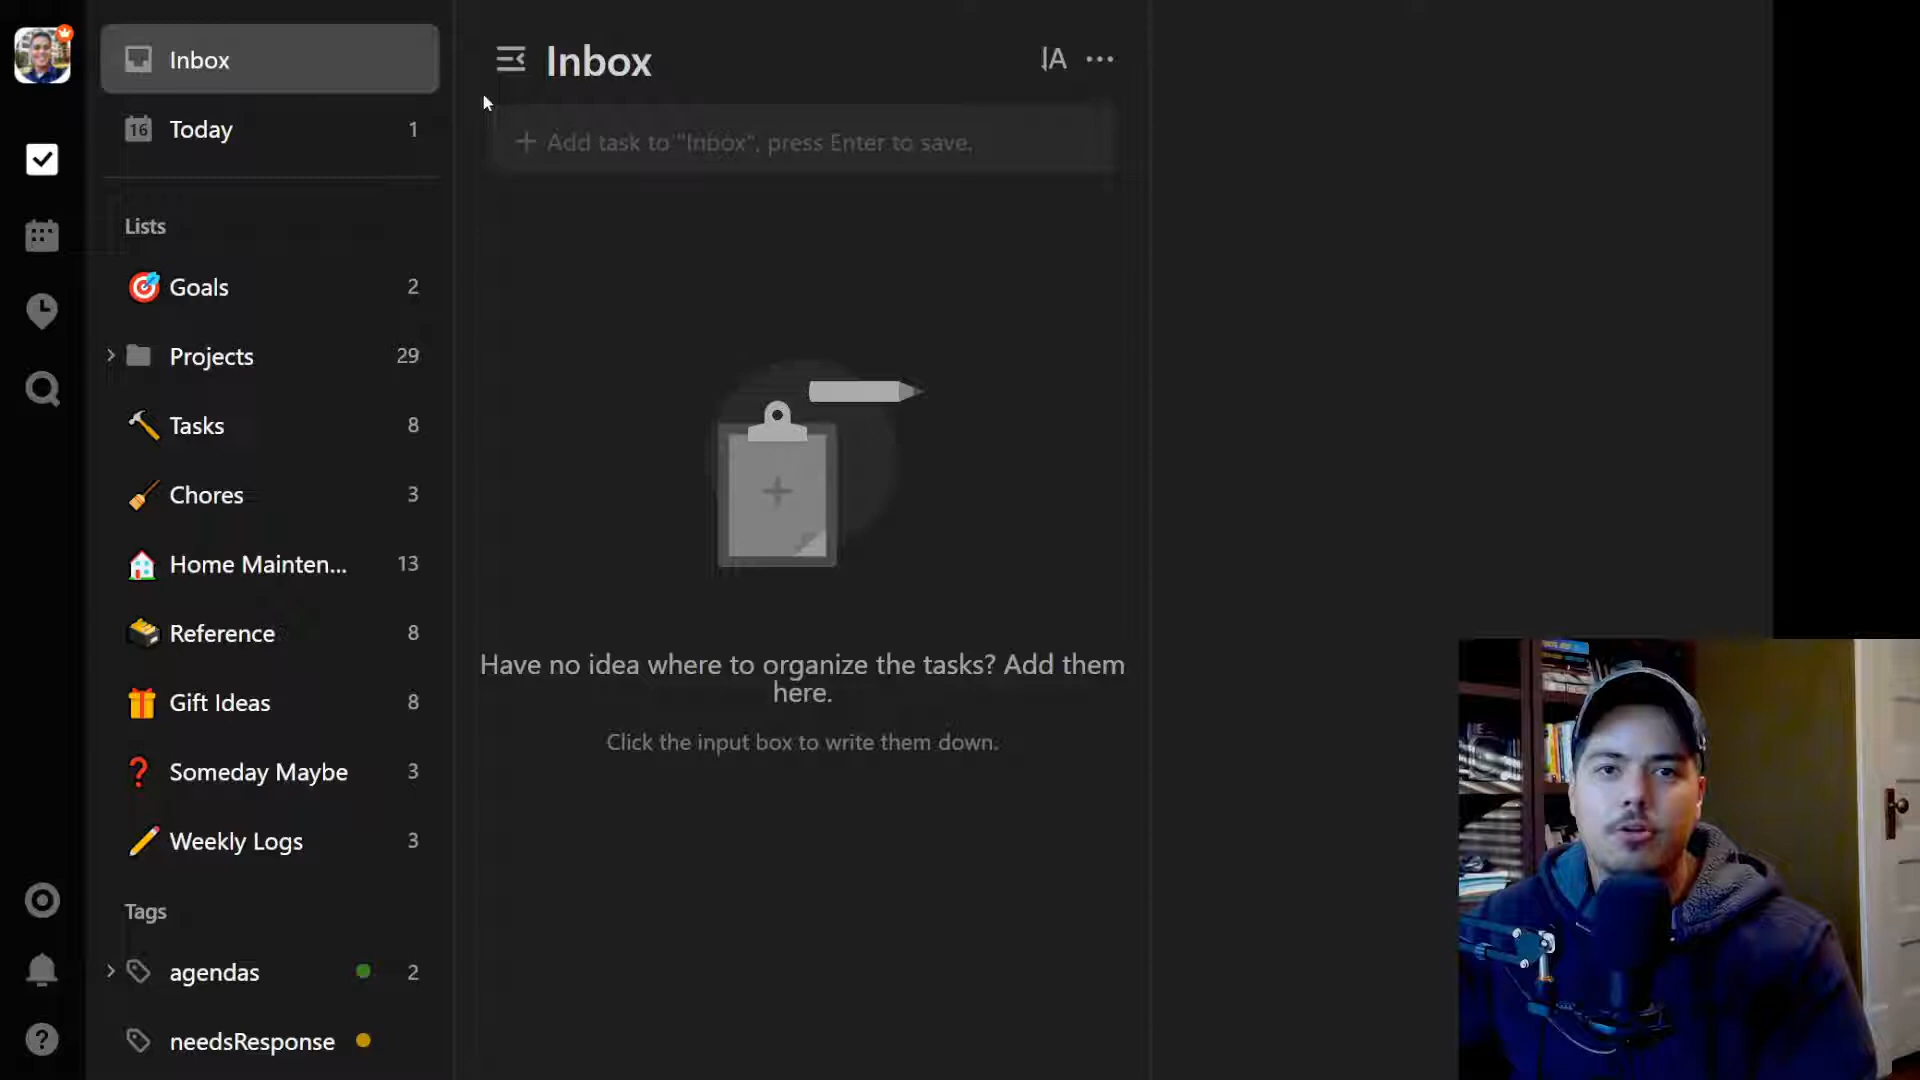 Inbox
16 Today 1
Lists
Goals 2
Projects 29
Tasks 8
Chores 3
Home Mainten... 13
Reference 8
Gift Ideas 8
Someday Maybe 3
Weekly Logs 3
Tags
agendas 2
needsResponse
Inbox
A
Add task to "Inbox", press Enter to save.
Have no idea where to organize the tasks? Add them
here.
Click the input box to write them down.